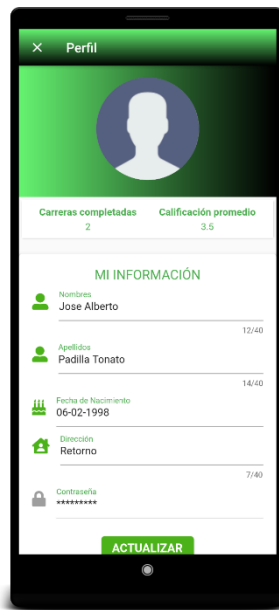 Perfil
Carreras completadas Calificación promedio
2 3.5
MI INFORMACIÓN
Nombres
Jose Alberto
12/40
Apellidos
Padilla Tonato
14/40
Fecha de Nacimiento
06-02-1998
Dirección
Retorno
7/40
Contraseña
*********
ACTUALIZAR